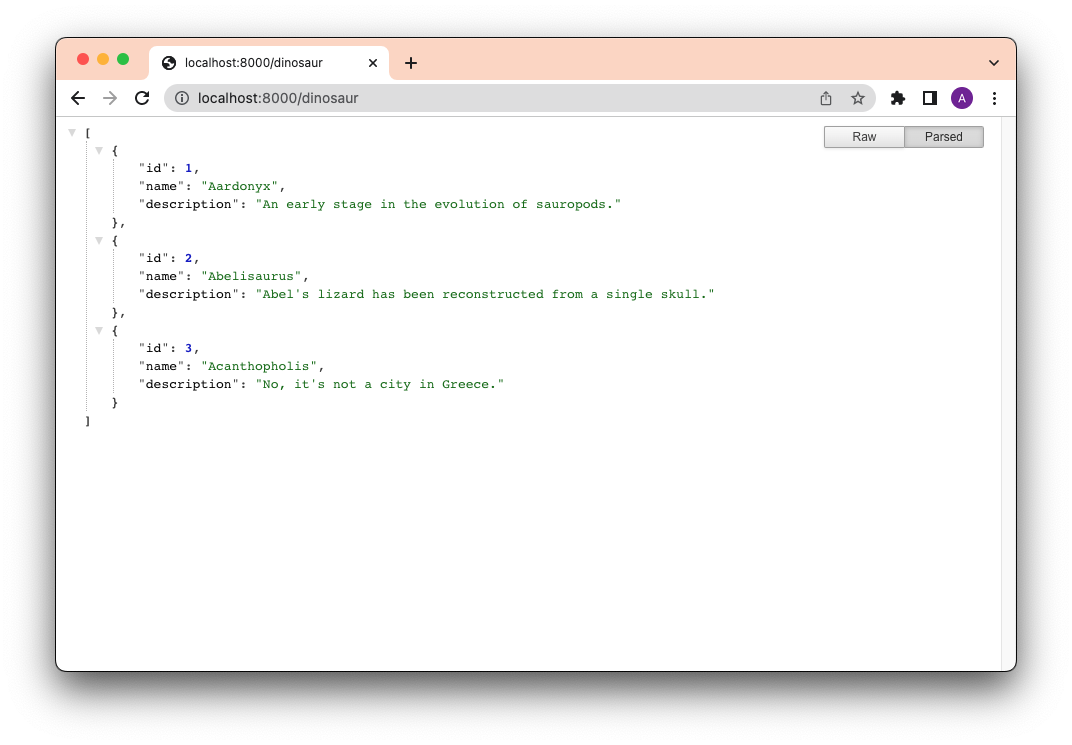 localhost:8000/dinosaur
localhost:8000/dinosaur
A
Raw Parsed
[
{
"id": 1,
"name": "Aardonyx",
"description": "An early stage in the evolution of sauropods."
},
{
"id": 2,
"name": "Abelisaurus",
"description": "Abel's lizard has been reconstructed from a single skull."
},
{
"id": 3,
"name": "Acanthopholis",
"description": "No, it's not a city in Greece."
}
]